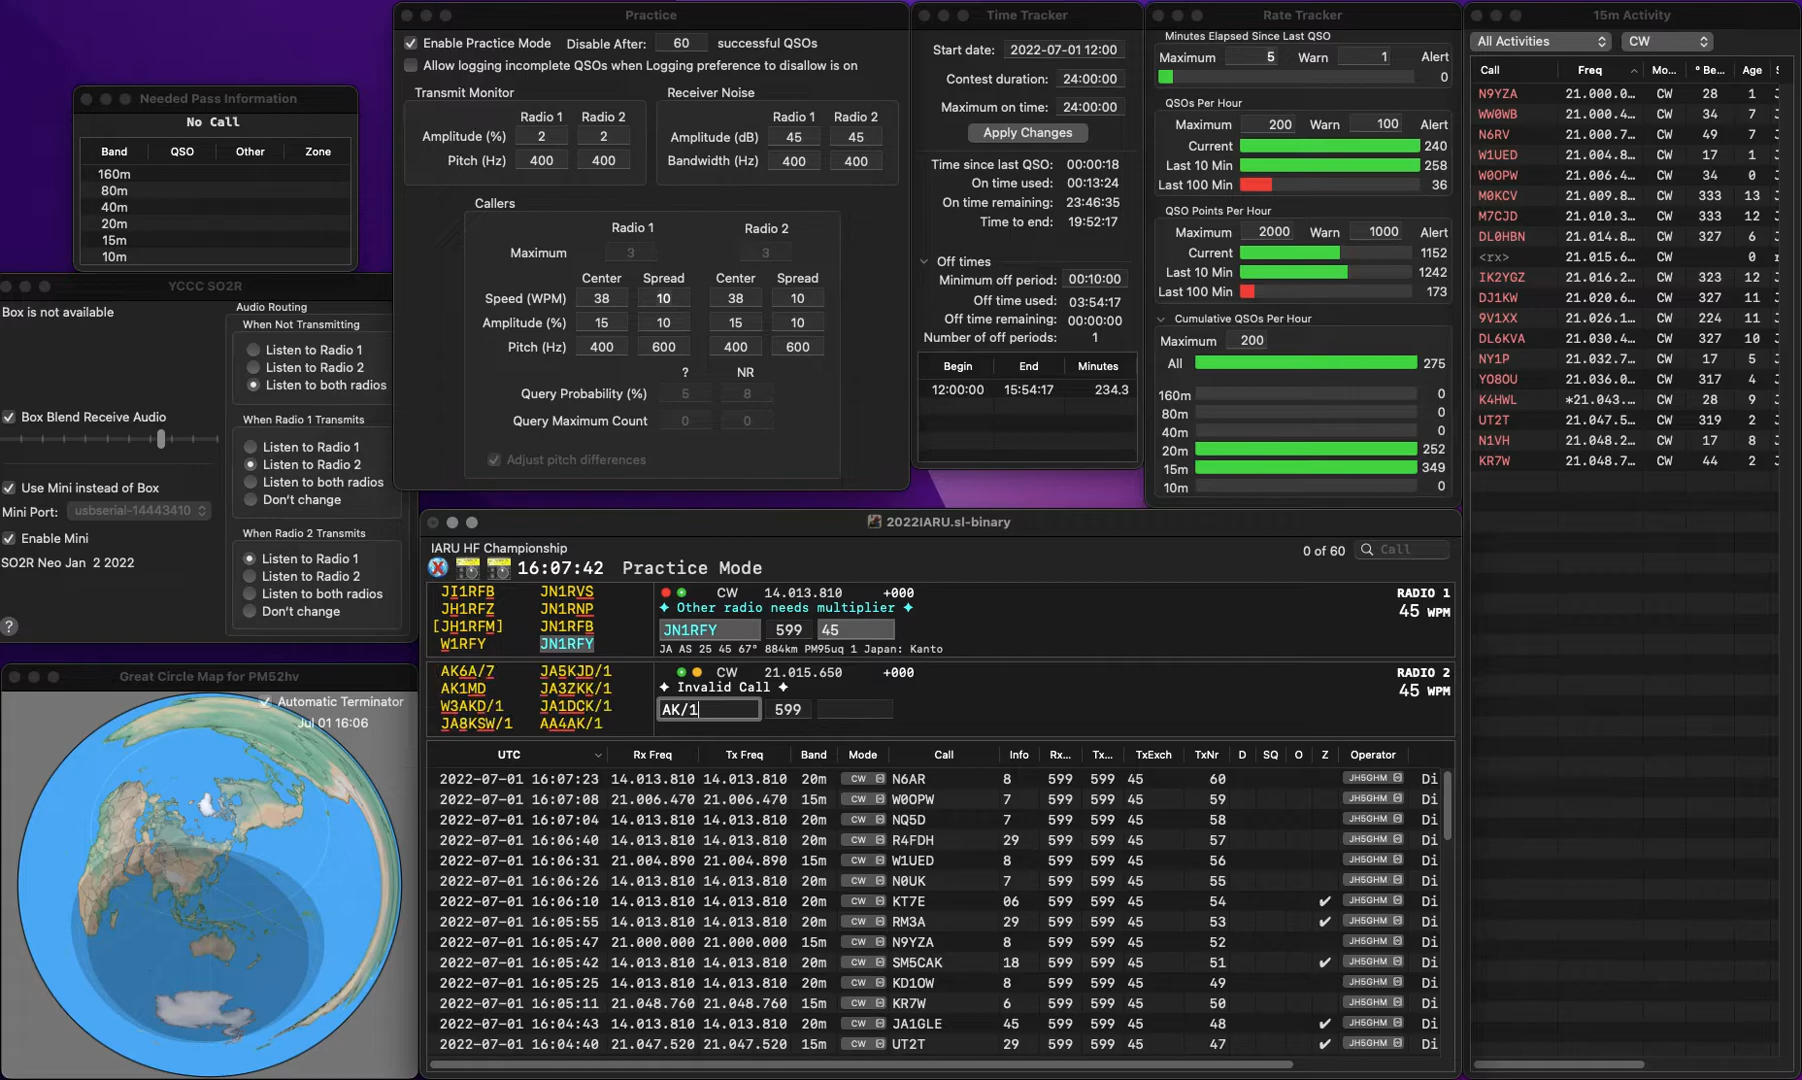 Needed Pass Information
No Call
Band QSO Other Zone
160m
80m
40m
20m
15m
10m
YCCC SO2R
Box is not available
Audio Routing
When Not Transmitting
Listen to Radio 1
Listen to Radio 2
Listen to both radios
Box Blend Receive Audio
When Radio 1 Transmits
Listen to Radio 1
Listen to Radio 2
Listen to both radios
Don't change
Use Mini instead of Box
Mini Port: usbserial-14443410
Enable Mini
SO2R Neo Jan 2 2022
When Radio 2 Transmits
Listen to Radio 1
Listen to Radio 2
Listen to both radios
Don't change
?
Great Circle Map for PM52hv
Automatic Terminator
Jul 01 16:06
Practice
Enable Practice Mode Disable After: 60 successful QSOs
Allow logging incomplete QSOs when Logging preference to disallow is on
Transmit Monitor
Radio 1 Radio 2
Amplitude (%) 2 2
Pitch (Hz) 400 400
Receiver Noise
Radio 1 Radio 2
Amplitude (dB) 45 45
Bandwidth (Hz) 400 400
Callers
Radio 1 Radio 2
Maximum 3 3
Center Spread Center Spread
Speed (WPM) 38 10 38 10
Amplitude (%) 15 10 15 10
Pitch (Hz) 400 600 400 600
? NR
Query Probability (%) 5 8
Query Maximum Count 0 0
Adjust pitch differences
Time Tracker
Start date: 2022-07-01 12:00
Contest duration: 24:00:00
Maximum on time: 24:00:00
Apply Changes
Time since last QSO: 00:00:18
On time used: 00:13:24
On time remaining: 23:46:35
Time to end: 19:52:17
Off times
Minimum off period: 00:10:00
Off time used: 03:54:17
Off time remaining: 00:00:00
Number of off periods: 1
Begin End Minutes
12:00:00 15:54:17 234.3
Rate Tracker
Minutes Elapsed Since Last QSO
Maximum 5 Warn 1 Alert
0
QSOs Per Hour
Maximum 200 Warn 100 Alert
Current 240
Last 10 Min 258
Last 100 Min 36
QSO Points Per Hour
Maximum 2000 Warn 1000 Alert
Current 1152
Last 10 Min 1242
Last 100 Min 173
Cumulative QSOs Per Hour
Maximum 200
All 275
160m 0
80m 0
40m 0
20m 252
15m 349
10m 0
15m Activity
All Activities CW
Call Freq Mo... ° Be... Age S
N9YZA 21.000.0... CW 28 1 J
WW0WB 21.000.4... CW 34 7 J
N6RV 21.000.7... CW 49 7 J
W1UED 21.004.8... CW 17 1 J
W0OPW 21.006.4... CW 34 0 J
M0KCV 21.009.8... CW 333 13 J
M7CJD 21.010.3... CW 333 12 J
DL0HBN 21.014.8... CW 327 6 J
<rx> 21.015.6... CW 0 r
IK2YGZ 21.016.2... CW 323 12 J
DJ1KW 21.020.6... CW 327 11 J
9V1XX 21.026.1... CW 224 11 J
DL6KVA 21.030.4... CW 327 10 J
NY1P 21.032.7... CW 17 5 J
YO8OU 21.036.0... CW 317 4 J
K4HWL *21.043.... CW 28 9 J
UT2T 21.047.5... CW 319 2 J
N1VH 21.048.2... CW 17 8 J
KR7W 21.048.7... CW 44 2 J
2022IARU.sl-binary
IARU HF Championship
16:07:42 Practice Mode
0 of 60 Call
JI1RFB JN1RVS
JH1RFZ JN1RNP
[JH1RFM] JN1RFB
W1RFY JN1RFY
CW 14.013.810 +000
✦ Other radio needs multiplier ✦
JN1RFY 599 45
JA AS 25 45 67° 884km PM95uq 1 Japan: Kanto
RADIO 1
45 WPM
AK6A/7 JA5KJD/1
AK1MD JA3ZKK/1
W3AKD/1 JA1DCK/1
JA8KSW/1 AA4AK/1
CW 21.015.650 +000
✦ Invalid Call ✦
AK/1 599
RADIO 2
45 WPM
UTC Rx Freq Tx Freq Band Mode Call Info Rx... Tx... TxExch TxNr D SQ O Z Operator
2022-07-01 16:07:23 14.013.810 14.013.810 20m CW N6AR 8 599 599 45 60 JH5GHM Di
2022-07-01 16:07:08 21.006.470 21.006.470 15m CW W0OPW 7 599 599 45 59 JH5GHM Di
2022-07-01 16:07:04 14.013.810 14.013.810 20m CW NQ5D 7 599 599 45 58 JH5GHM Di
2022-07-01 16:06:40 14.013.810 14.013.810 20m CW R4FDH 29 599 599 45 57 JH5GHM Di
2022-07-01 16:06:31 21.004.890 21.004.890 15m CW W1UED 8 599 599 45 56 JH5GHM Di
2022-07-01 16:06:26 14.013.810 14.013.810 20m CW N0UK 7 599 599 45 55 JH5GHM Di
2022-07-01 16:06:10 14.013.810 14.013.810 20m CW KT7E 06 599 599 45 54 ✔ JH5GHM Di
2022-07-01 16:05:55 14.013.810 14.013.810 20m CW RM3A 29 599 599 45 53 ✔ JH5GHM Di
2022-07-01 16:05:47 21.000.000 21.000.000 15m CW N9YZA 8 599 599 45 52 JH5GHM Di
2022-07-01 16:05:42 14.013.810 14.013.810 20m CW SM5CAK 18 599 599 45 51 ✔ JH5GHM Di
2022-07-01 16:05:25 14.013.810 14.013.810 20m CW KD1OW 8 599 599 45 49 JH5GHM Di
2022-07-01 16:05:11 21.048.760 21.048.760 15m CW KR7W 6 599 599 45 50 JH5GHM Di
2022-07-01 16:04:43 14.013.810 14.013.810 20m CW JA1GLE 45 599 599 45 48 ✔ JH5GHM Di
2022-07-01 16:04:40 21.047.520 21.047.520 15m CW UT2T 29 599 599 45 47 ✔ JH5GHM Di